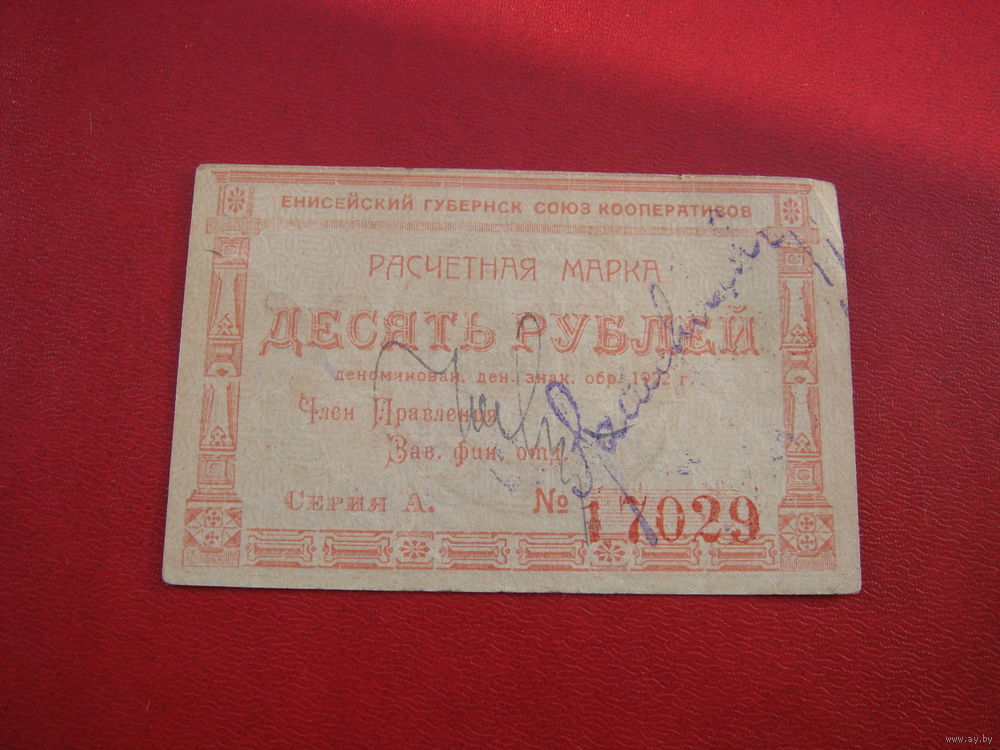 ЕНИСЕЙСКИЙ ГУБЕРНСК СОЮЗ КООПЕРАТИВОВ
РАСЧЕТНАЯ МАРКА
ДЕСЯТЬ РУБЛЕЙ
деноминован. ден. знак. обр. 1922 г.
Член Правления
Зав. фин. отд.
СЕРИЯ А. № 17029
www.ay.by